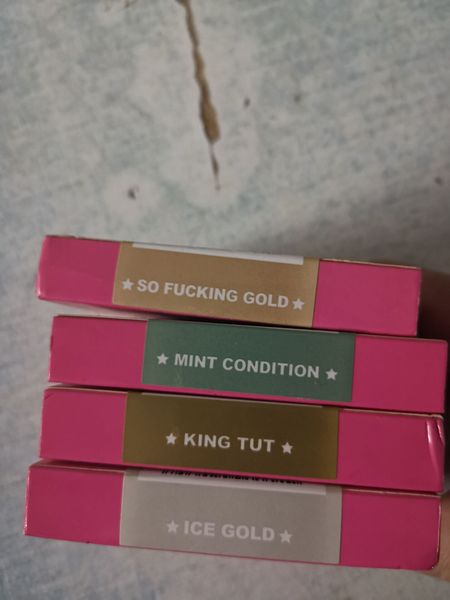 ★ SO FUCKING GOLD ★
★ MINT CONDITION ★
★ KING TUT ★
★ ICE GOLD ★